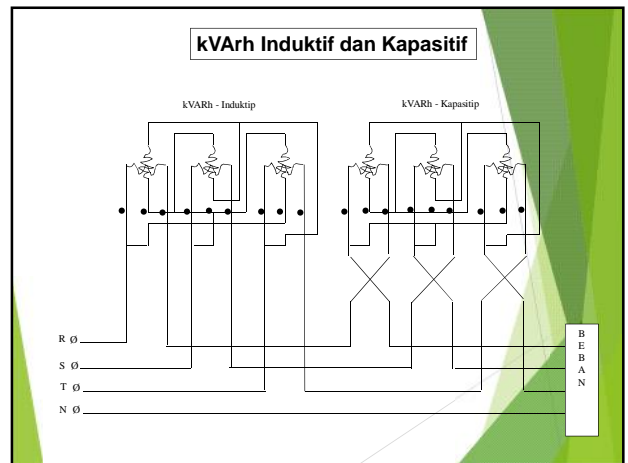 kVArh Induktif dan Kapasitif
kVARh - Induktip
kVARh - Kapasitip
R Ø
S Ø
T Ø
N Ø
B
E
B
A
N